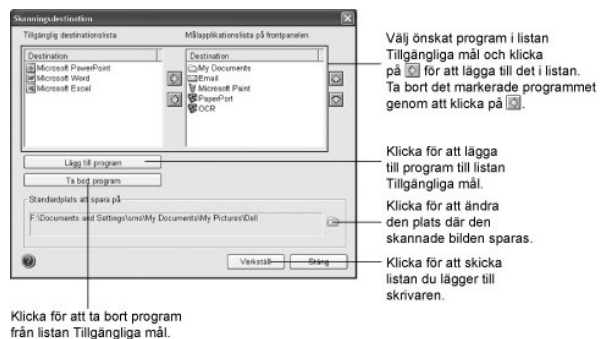 Skanningsdestination
Tillgänglig destinationslista
Målapplikationslista på frontpanelen
Destination
Microsoft PowerPoint
Microsoft Word
Microsoft Excel
Destination
My Documents
Email
Microsoft Paint
PaperPort
OCR
Lägg till program
Ta bort program
Standardplats att spara på
F:\Documents and Settings\sms\My Documents\My Pictures\Dell
Verkställ
Stäng
Välj önskat program i listan
Tillgängliga mål och klicka
på för att lägga till det i listan.
Ta bort det markerade programmet
genom att klicka på .
Klicka för att lägga
till program till listan
Tillgängliga mål.
Klicka för att ändra
den plats där den
skannade bilden sparas.
Klicka för att skicka
listan du lägger till
skrivaren.
Klicka för att ta bort program
från listan Tillgängliga mål.